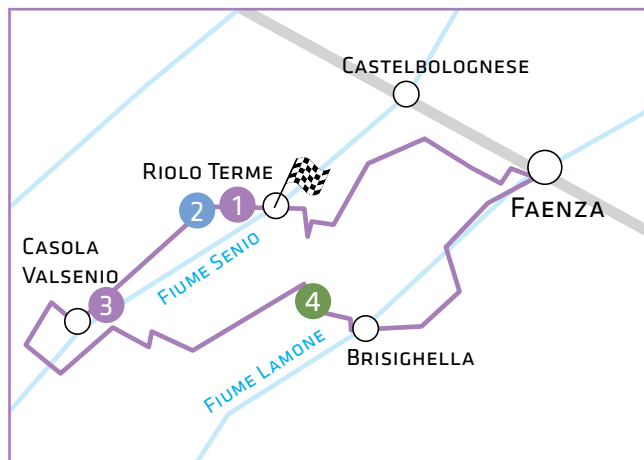 Castelbolognese
Riolo Terme
1
2
Faenza
Casola
Valsenio
Fiume Senio
3
4
Brisighella
Fiume Lamone